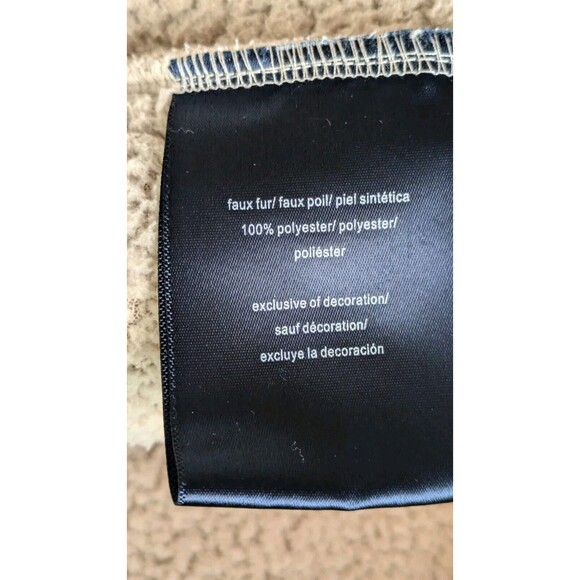 faux fur/ faux poil/ piel sintética
100% polyester/ polyester/
poliéster
exclusive of decoration/
sauf décoration/
excluye la decoración